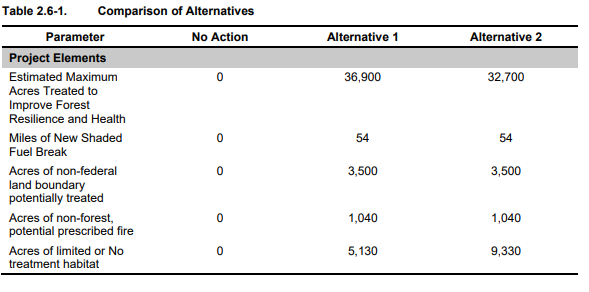 Table 2.6-1. Comparison of Alternatives
Parameter No Action Alternative 1 Alternative 2
Project Elements
Estimated Maximum 0 36,900 32,700
Acres Treated to
Improve Forest
Resilience and Health
Miles of New Shaded 0 54 54
Fuel Break
Acres of non-federal 0 3,500 3,500
land boundary
potentially treated
Acres of non-forest, 0 1,040 1,040
potential prescribed fire
Acres of limited or No 0 5,130 9,330
treatment habitat